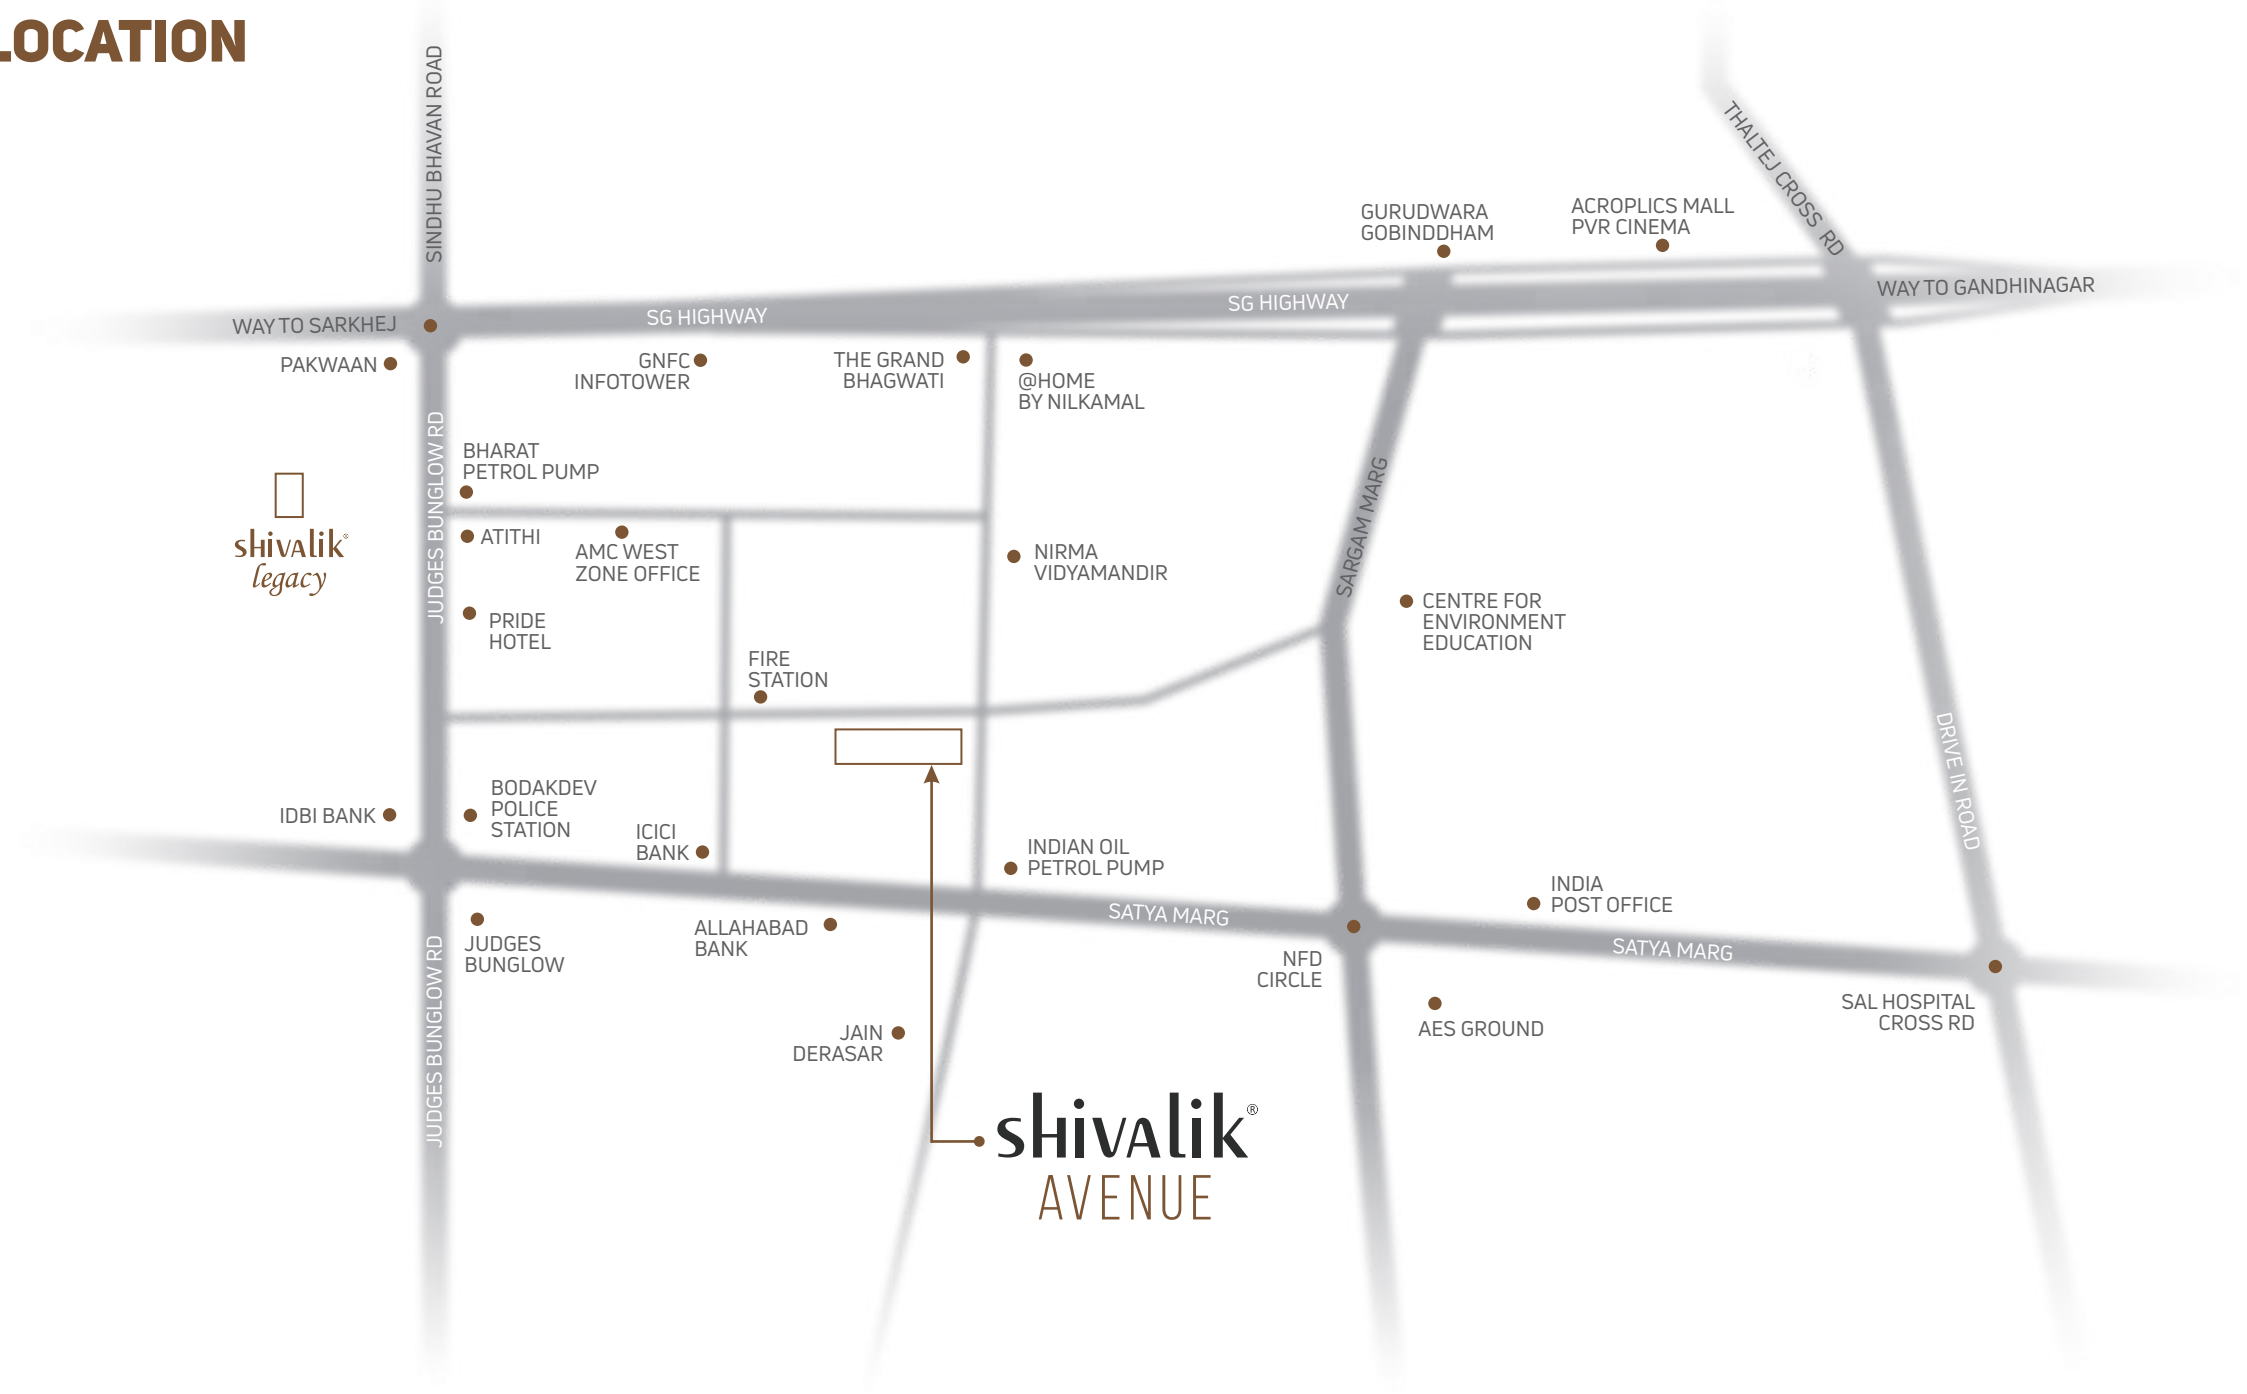 LOCATION
SINDHU BHAVAN ROAD
THALTEJ CROSS RD
GURUDWARA
GOBINDDHAM
ACROPLICS MALL
PVR CINEMA
WAY TO SARKHEJ
SG HIGHWAY
SG HIGHWAY
WAY TO GANDHINAGAR
PAKWAAN
GNFC
INFOTOWER
THE GRAND
BHAGWATI
@HOME
BY NILKAMAL
JUDGES BUNGLOW RD
BHARAT
PETROL PUMP
SARGAM MARG
shivalik®
legacy
ATITHI
AMC WEST
ZONE OFFICE
NIRMA
VIDYAMANDIR
CENTRE FOR
ENVIRONMENT
EDUCATION
PRIDE
HOTEL
FIRE
STATION
DRIVE IN ROAD
IDBI BANK
BODAKDEV
POLICE
STATION
ICICI
BANK
INDIAN OIL
PETROL PUMP
INDIA
POST OFFICE
SATYA MARG
SATYA MARG
JUDGES
BUNGLOW
ALLAHABAD
BANK
NFD
CIRCLE
JUDGES BUNGLOW RD
SAL HOSPITAL
CROSS RD
AES GROUND
JAIN
DERASAR
shivalik®
AVENUE